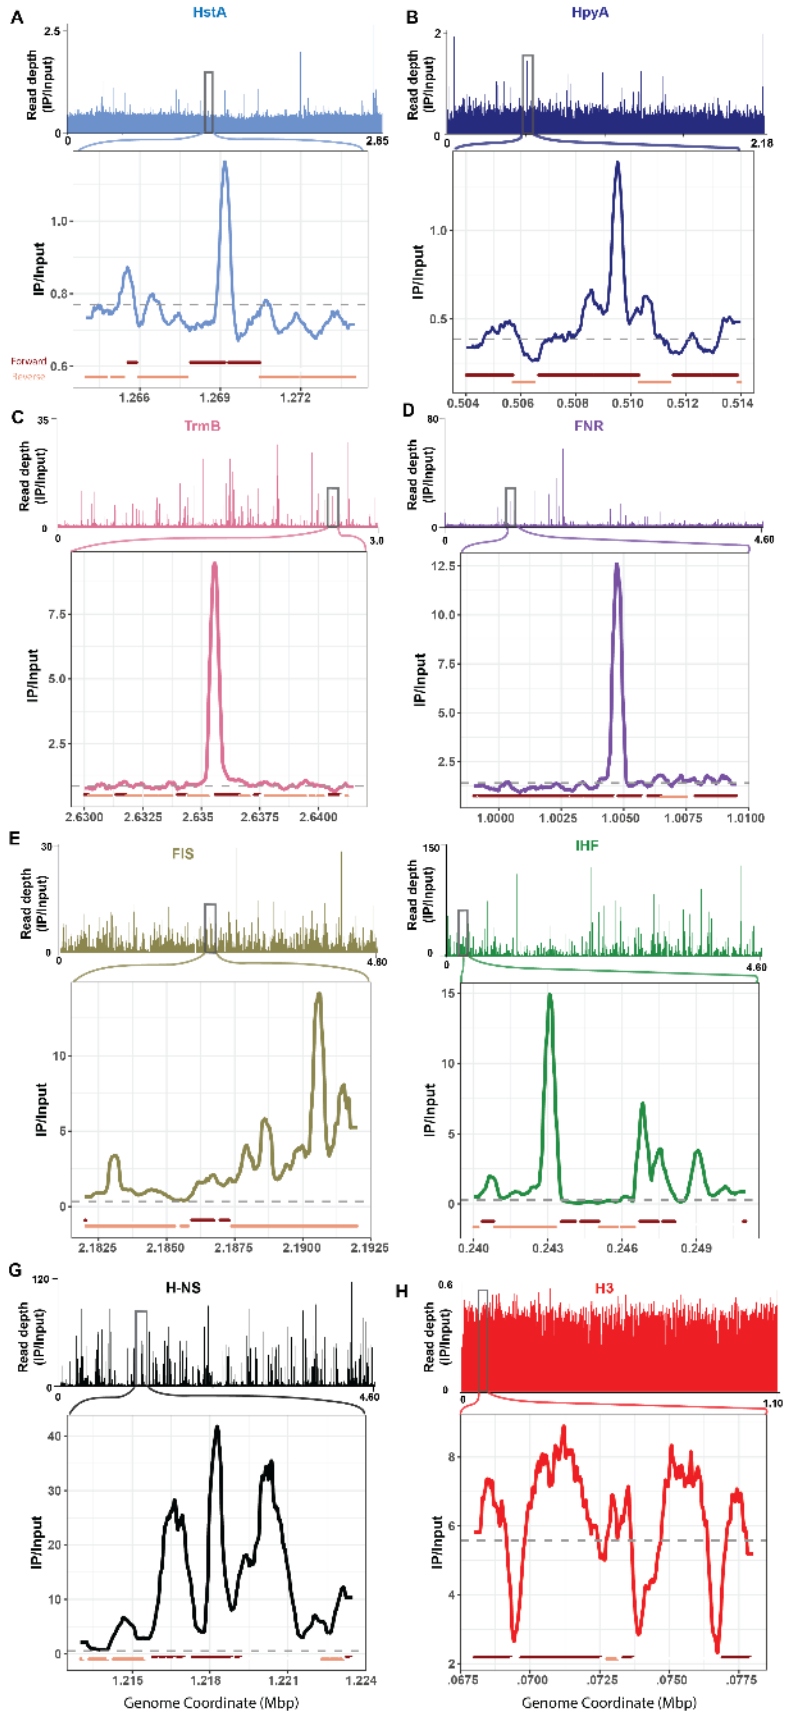 A
HstA
2.5
Read depth
(IP/Input)
0
0
2.85
IP/Input
1.0
0.8
0.6
Forward
Reverse
1.266 1.269 1.272
B
HpyA
2
Read depth
(IP/Input)
0
0
2.18
IP/Input
1.0
0.5
0.504 0.506 0.508 0.510 0.512 0.514
C
TrmB
35
Read depth
(IP/Input)
0
0
3.0
IP/Input
7.5
5.0
2.5
2.6300 2.6325 2.635 2.6375 2.6400
D
FNR
80
Read depth
(IP/Input)
0
0
4.60
IP/Input
12.5
10.0
7.5
5.0
2.5
1.0000 1.0025 1.0050 1.0075 1.0100
E
FIS
30
Read depth
(IP/Input)
0
0
4.60
IP/Input
10
5
0
2.1825 2.1850 2.1875 2.1900 2.1925
IHF
150
Read depth
(IP/Input)
0
0
4.60
IP/Input
15
10
5
0
0.240 0.243 0.246 0.249
G
H-NS
120
Read depth
(IP/Input)
0
0
4.60
IP/Input
40
30
20
10
0
1.215 1.218 1.221 1.224
Genome Coordinate (Mbp)
H
H3
0.6
Read depth
(IP/Input)
0
0
1.10
IP/Input
8
6
4
2
.0675 .0700 0.0725 0.0750 .0775
Genome Coordinate (Mbp)